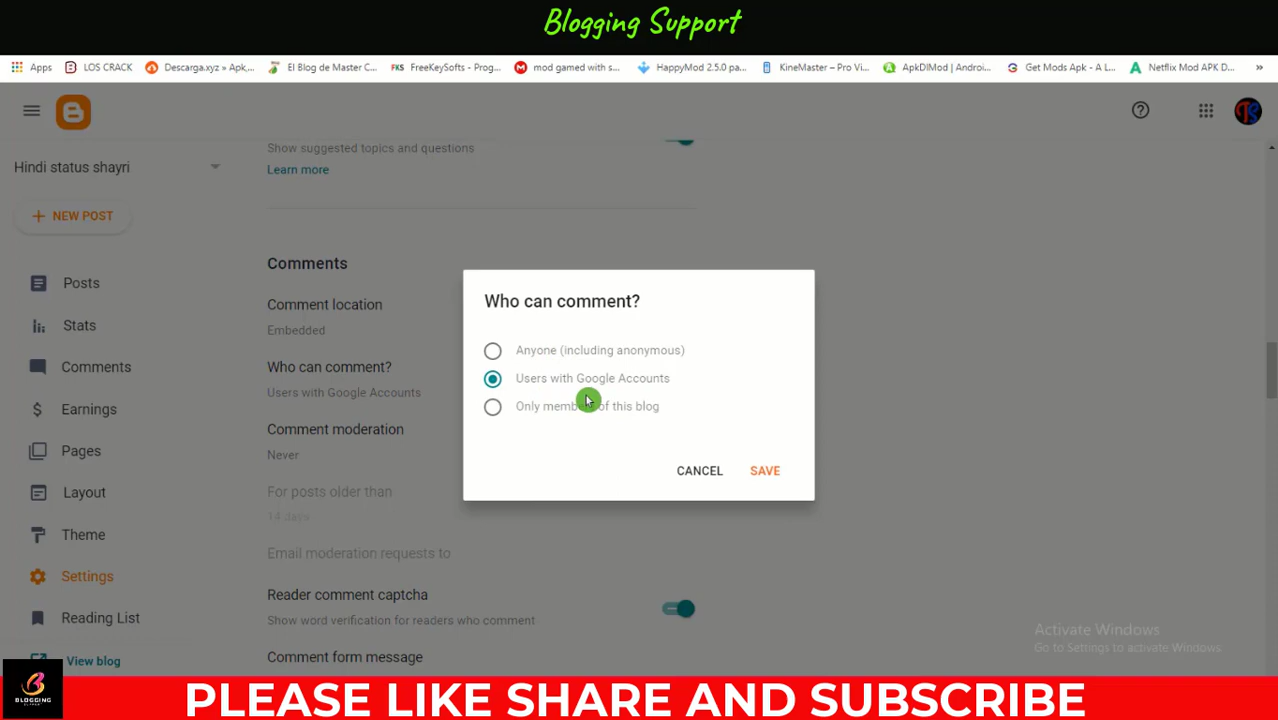 Blogging Support
Apps LOS CRACK Descarga.xyz » Apk,... El Blog de Master C... FKS FreeKeySofts - Prog... mod gamed with s... HappyMod 2.5.0 pa... KineMaster – Pro Vi... ApkDlMod | Androi... Get Mods Apk - A L... Netflix Mod APK D... »
Hindi status shayri
NEW POST
Posts
Stats
Comments
Earnings
Pages
Layout
Theme
Settings
Reading List
View blog
Show suggested topics and questions
Learn more
Comments
Comment location
Embedded
Who can comment?
Users with Google Accounts
Comment moderation
Never
For posts older than
14 days
Email moderation requests to
Reader comment captcha
Show word verification for readers who comment
Comment form message
Who can comment?
Anyone (including anonymous)
Users with Google Accounts
Only members of this blog
CANCEL SAVE
Activate Windows
Go to Settings to activate Windows.
BLOGGING
PLEASE LIKE SHARE AND SUBSCRIBE